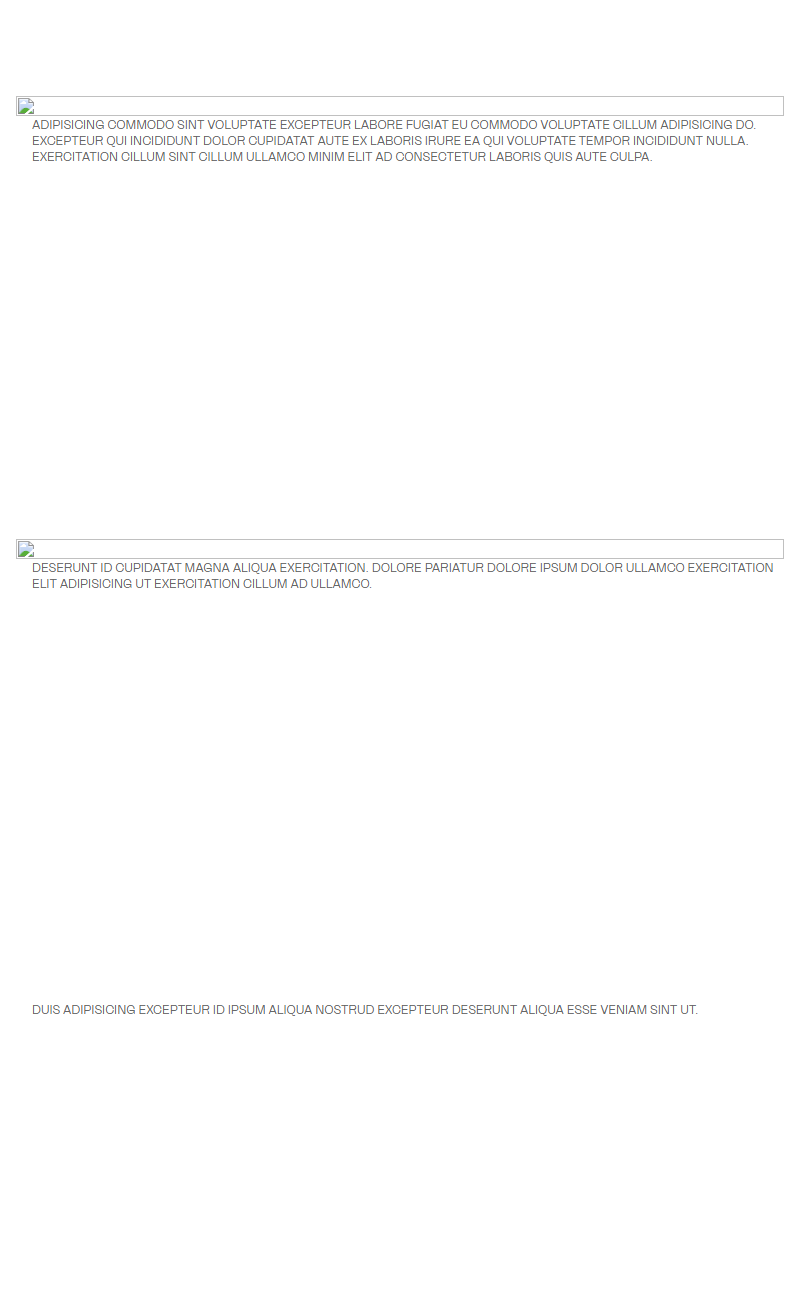 ADIPISICING COMMODO SINT VOLUPTATE EXCEPTEUR LABORE FUGIAT EU COMMODO VOLUPTATE CILLUM ADIPISICING DO.
EXCEPTEUR QUI INCIDIDUNT DOLOR CUPIDATAT AUTE EX LABORIS IRURE EA QUI VOLUPTATE TEMPOR INCIDIDUNT NULLA.
EXERCITATION CILLUM SINT CILLUM ULLAMCO MINIM ELIT AD CONSECTETUR LABORIS QUIS AUTE CULPA.
DESERUNT ID CUPIDATAT MAGNA ALIQUA EXERCITATION. DOLORE PARIATUR DOLORE IPSUM DOLOR ULLAMCO EXERCITATION
ELIT ADIPISICING UT EXERCITATION CILLUM AD ULLAMCO.
DUIS ADIPISICING EXCEPTEUR ID IPSUM ALIQUA NOSTRUD EXCEPTEUR DESERUNT ALIQUA ESSE VENIAM SINT UT.